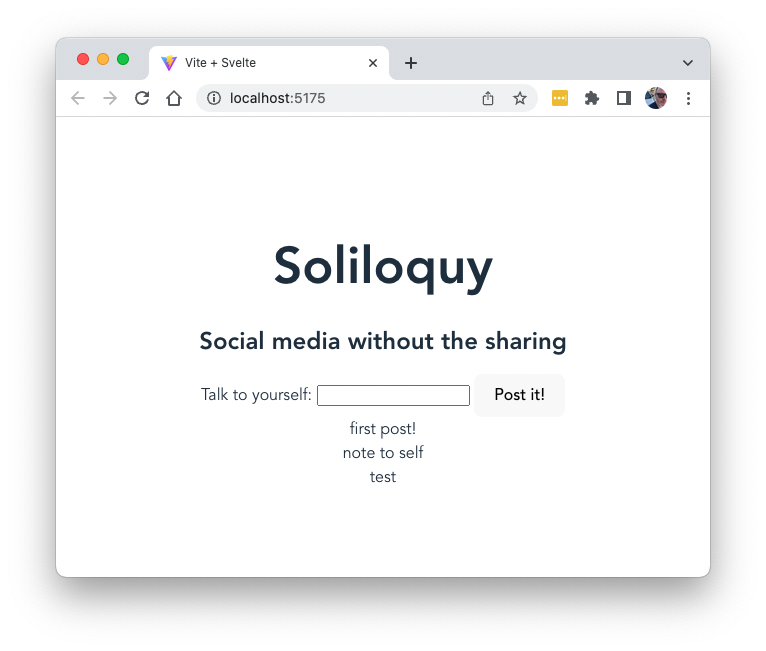 Vite + Svelte
localhost:5175
Soliloquy
Social media without the sharing
Talk to yourself: Post it!
first post!
note to self
test